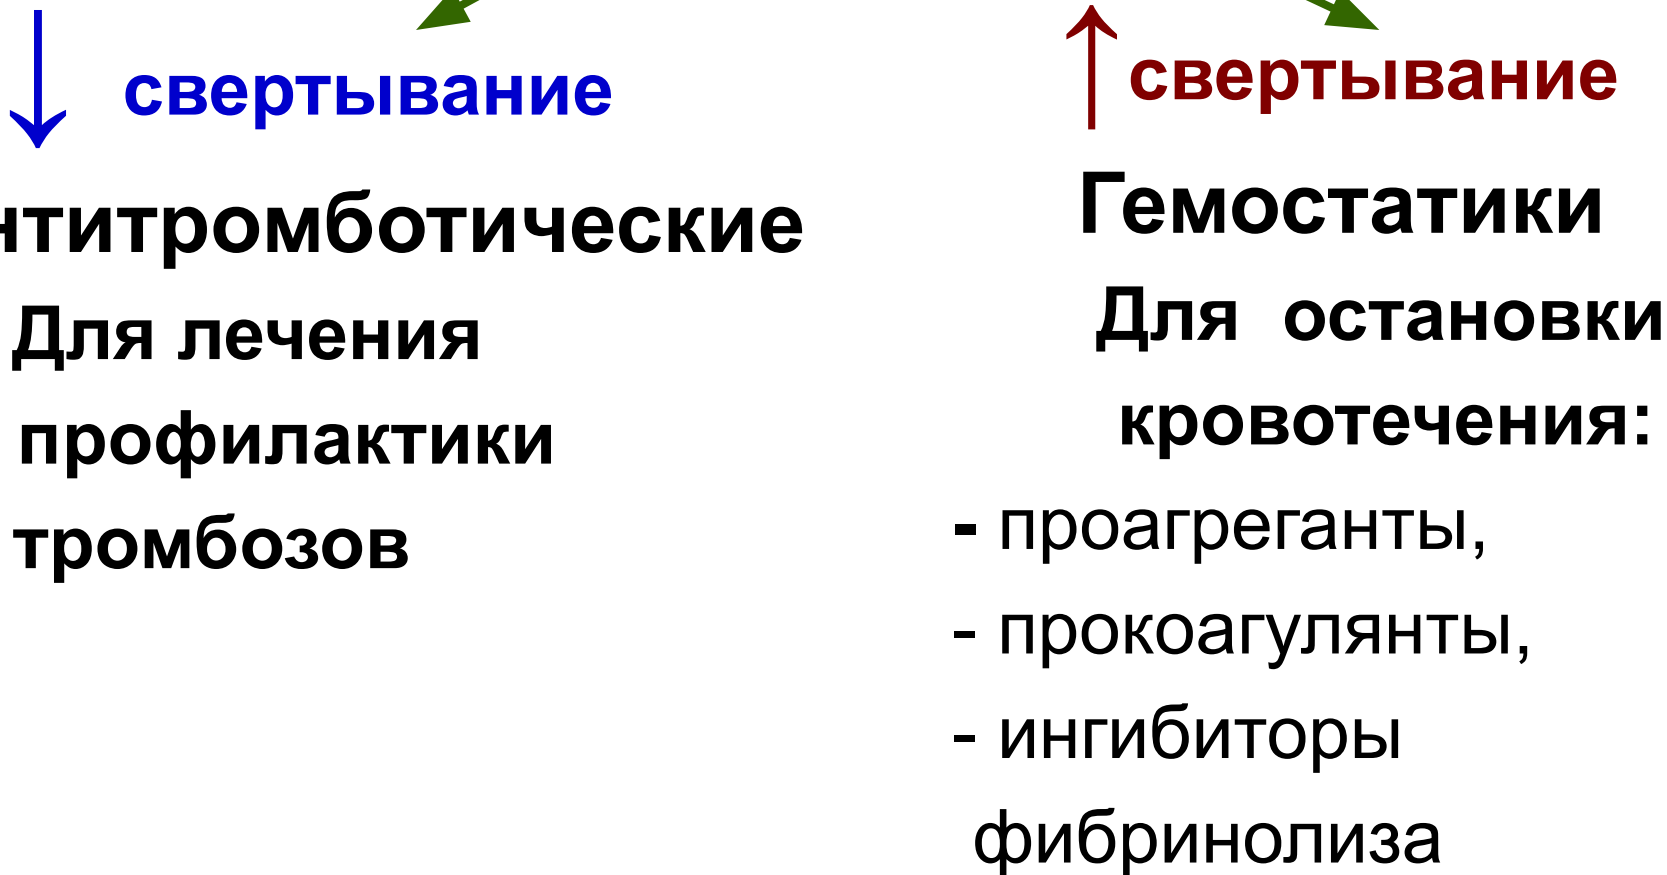 свертывание
нтитромботические
Для лечения
профилактики
тромбозов
свертывание
Гемостатики
Для остановки
кровотечения:
- проагреганты,
- прокоагулянты,
- ингибиторы
фибринолиза